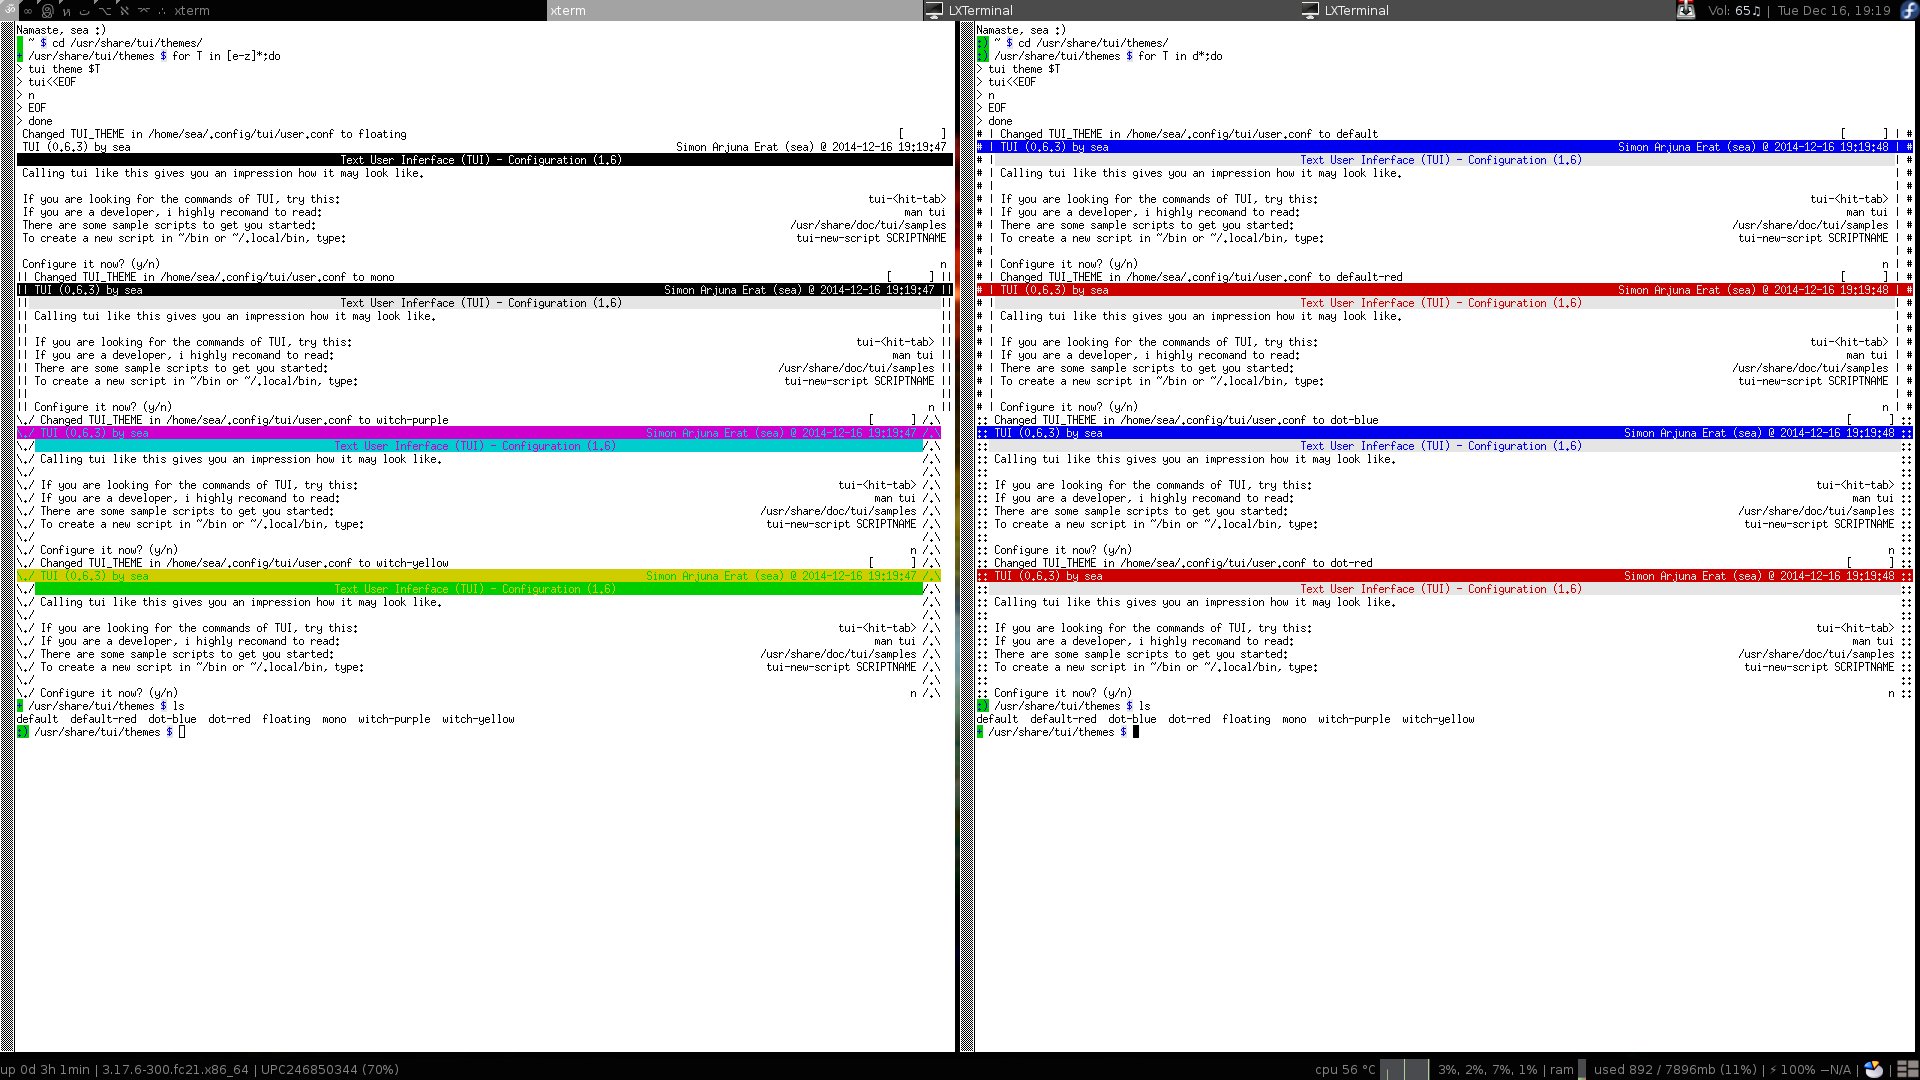 xterm
xterm
LXTerminal
LXTerminal
Vol: 65♫ | Tue Dec 16, 19:19
Namaste, sea :)
~ $ cd /usr/share/tui/themes/
+ /usr/share/tui/themes $ for T in [e-z]*;do
> tui theme $T
> tui<<EOF
> n
> EOF
> done
Changed TUI_THEME in /home/sea/.config/tui/user.conf to floating [ ]
TUI (0.6.3) by sea Simon Arjuna Erat (sea) @ 2014-12-16 19:19:47
Text User Inferface (TUI) - Configuration (1.6)
Calling tui like this gives you an impression how it may look like.
If you are looking for the commands of TUI, try this: tui-<hit-tab>
If you are a developer, i highly recomand to read: man tui
There are some sample scripts to get you started: /usr/share/doc/tui/samples
To create a new script in ~/bin or ~/.local/bin, type: tui-new-script SCRIPTNAME
Configure it now? (y/n) n
|| Changed TUI_THEME in /home/sea/.config/tui/user.conf to mono [ ] ||
|| TUI (0.6.3) by sea Simon Arjuna Erat (sea) @ 2014-12-16 19:19:47 ||
|| Text User Inferface (TUI) - Configuration (1.6) ||
|| Calling tui like this gives you an impression how it may look like. ||
|| ||
|| If you are looking for the commands of TUI, try this: tui-<hit-tab> ||
|| If you are a developer, i highly recomand to read: man tui ||
|| There are some sample scripts to get you started: /usr/share/doc/tui/samples ||
|| To create a new script in ~/bin or ~/.local/bin, type: tui-new-script SCRIPTNAME ||
|| ||
|| Configure it now? (y/n) n ||
\./ Changed TUI_THEME in /home/sea/.config/tui/user.conf to witch-purple [ ] /.\
\./ TUI (0.6.3) by sea Simon Arjuna Erat (sea) @ 2014-12-16 19:19:47 /.\
\./ Text User Inferface (TUI) - Configuration (1.6) /.\
\./ Calling tui like this gives you an impression how it may look like. /.\
\./ /.\
\./ If you are looking for the commands of TUI, try this: tui-<hit-tab> /.\
\./ If you are a developer, i highly recomand to read: man tui /.\
\./ There are some sample scripts to get you started: /usr/share/doc/tui/samples /.\
\./ To create a new script in ~/bin or ~/.local/bin, type: tui-new-script SCRIPTNAME /.\
\./ /.\
\./ Configure it now? (y/n) n /.\
\./ Changed TUI_THEME in /home/sea/.config/tui/user.conf to witch-yellow [ ] /.\
\./ TUI (0.6.3) by sea Simon Arjuna Erat (sea) @ 2014-12-16 19:19:47 /.\
\./ Text User Inferface (TUI) - Configuration (1.6) /.\
\./ Calling tui like this gives you an impression how it may look like. /.\
\./ /.\
\./ If you are looking for the commands of TUI, try this: tui-<hit-tab> /.\
\./ If you are a developer, i highly recomand to read: man tui /.\
\./ There are some sample scripts to get you started: /usr/share/doc/tui/samples /.\
\./ To create a new script in ~/bin or ~/.local/bin, type: tui-new-script SCRIPTNAME /.\
\./ /.\
\./ Configure it now? (y/n) n /.\
+ /usr/share/tui/themes $ ls
default default-red dot-blue dot-red floating mono witch-purple witch-yellow
:) /usr/share/tui/themes $
Namaste, sea :)
:) ~ $ cd /usr/share/tui/themes/
:) /usr/share/tui/themes $ for T in d*;do
> tui theme $T
> tui<<EOF
> n
> EOF
> done
# | Changed TUI_THEME in /home/sea/.config/tui/user.conf to default [ ] | #
# | TUI (0.6.3) by sea Simon Arjuna Erat (sea) @ 2014-12-16 19:19:48 | #
# | Text User Inferface (TUI) - Configuration (1.6) | #
# | Calling tui like this gives you an impression how it may look like. | #
# | | #
# | If you are looking for the commands of TUI, try this: tui-<hit-tab> | #
# | If you are a developer, i highly recomand to read: man tui | #
# | There are some sample scripts to get you started: /usr/share/doc/tui/samples | #
# | To create a new script in ~/bin or ~/.local/bin, type: tui-new-script SCRIPTNAME | #
# | | #
# | Configure it now? (y/n) n | #
# | Changed TUI_THEME in /home/sea/.config/tui/user.conf to default-red [ ] | #
# | TUI (0.6.3) by sea Simon Arjuna Erat (sea) @ 2014-12-16 19:19:48 | #
# | Text User Inferface (TUI) - Configuration (1.6) | #
# | Calling tui like this gives you an impression how it may look like. | #
# | | #
# | If you are looking for the commands of TUI, try this: tui-<hit-tab> | #
# | If you are a developer, i highly recomand to read: man tui | #
# | There are some sample scripts to get you started: /usr/share/doc/tui/samples | #
# | To create a new script in ~/bin or ~/.local/bin, type: tui-new-script SCRIPTNAME | #
# | | #
# | Configure it now? (y/n) n | #
:: Changed TUI_THEME in /home/sea/.config/tui/user.conf to dot-blue [ ] ::
:: TUI (0.6.3) by sea Simon Arjuna Erat (sea) @ 2014-12-16 19:19:48 ::
:: Text User Inferface (TUI) - Configuration (1.6) ::
:: Calling tui like this gives you an impression how it may look like. ::
:: ::
:: If you are looking for the commands of TUI, try this: tui-<hit-tab> ::
:: If you are a developer, i highly recomand to read: man tui ::
:: There are some sample scripts to get you started: /usr/share/doc/tui/samples ::
:: To create a new script in ~/bin or ~/.local/bin, type: tui-new-script SCRIPTNAME ::
:: ::
:: Configure it now? (y/n) n ::
:: Changed TUI_THEME in /home/sea/.config/tui/user.conf to dot-red [ ] ::
:: TUI (0.6.3) by sea Simon Arjuna Erat (sea) @ 2014-12-16 19:19:48 ::
:: Text User Inferface (TUI) - Configuration (1.6) ::
:: Calling tui like this gives you an impression how it may look like. ::
:: ::
:: If you are looking for the commands of TUI, try this: tui-<hit-tab> ::
:: If you are a developer, i highly recomand to read: man tui ::
:: There are some sample scripts to get you started: /usr/share/doc/tui/samples ::
:: To create a new script in ~/bin or ~/.local/bin, type: tui-new-script SCRIPTNAME ::
:: ::
:: Configure it now? (y/n) n ::
:) /usr/share/tui/themes $ ls
default default-red dot-blue dot-red floating mono witch-purple witch-yellow
+ /usr/share/tui/themes $
up 0d 3h 1min | 3.17.6-300.fc21.x86_64 | UPC246850344 (70%)
cpu 56 °C 3%, 2%, 7%, 1% | ram used 892 / 7896mb (11%) | ⚡ 100% −N/A |